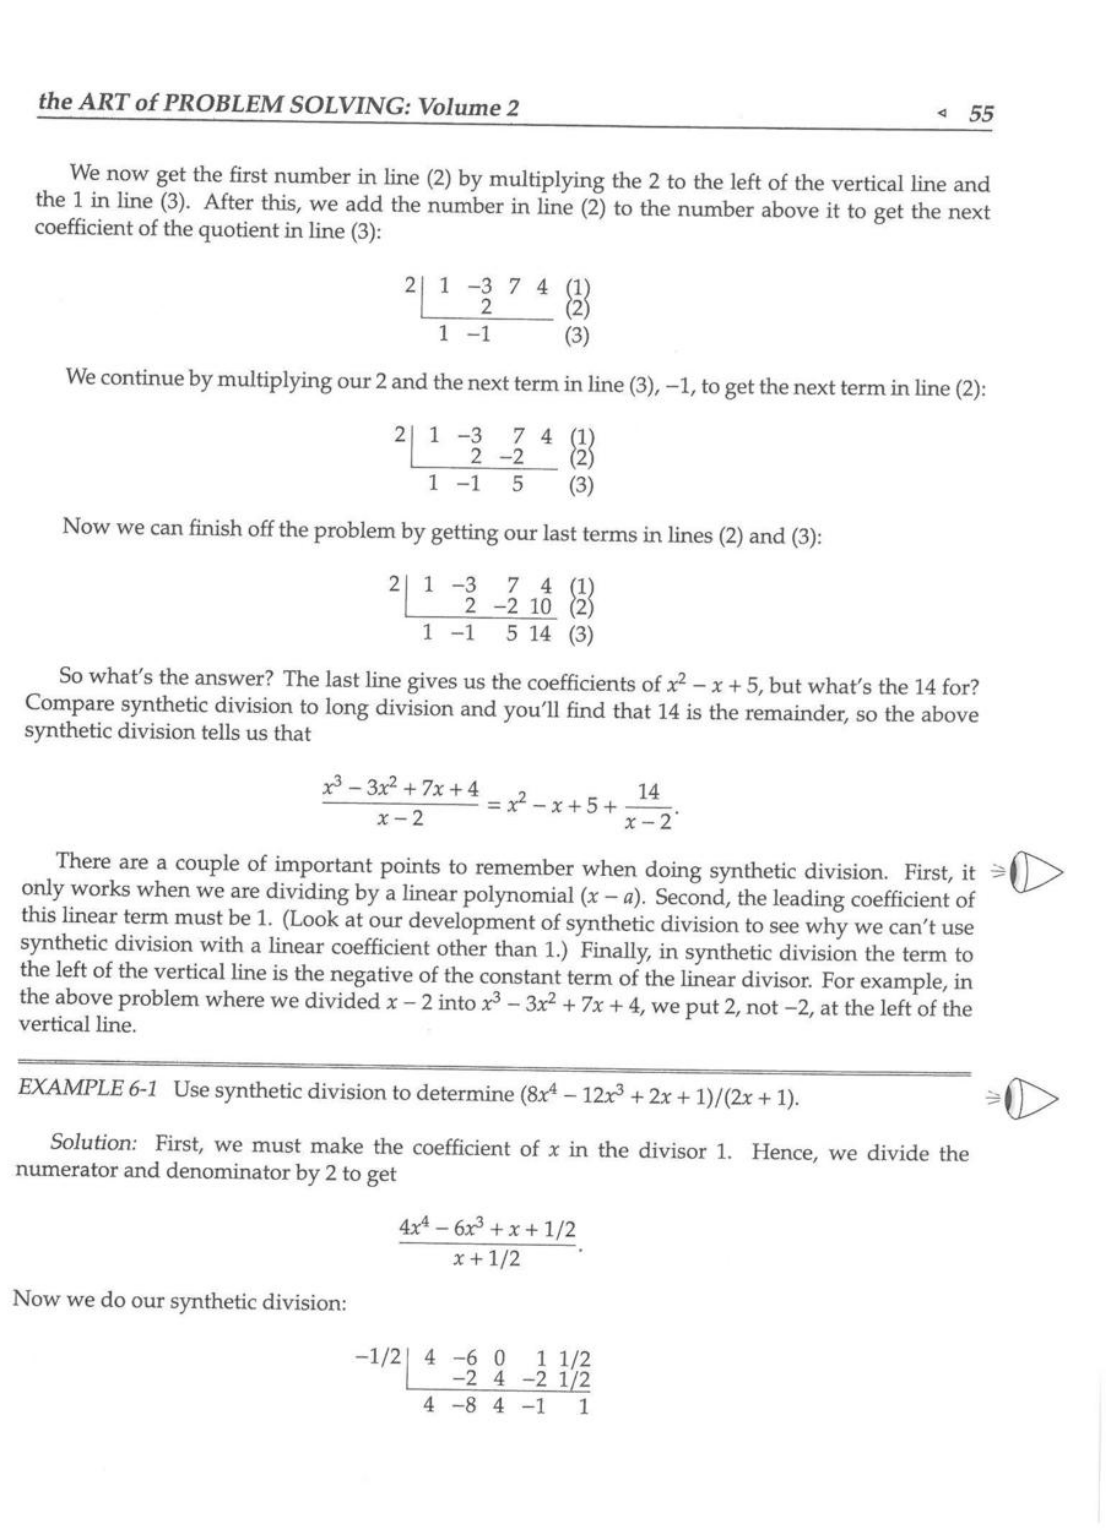 the ART of PROBLEM SOLVING: Volume 2 ◁ 55
We now get the first number in line (2) by multiplying the 2 to the left of the vertical line and
the 1 in line (3). After this, we add the number in line (2) to the number above it to get the next
coefficient of the quotient in line (3):
2| 1 −3 7 4 (1)
2 (2)
1 −1 (3)
We continue by multiplying our 2 and the next term in line (3), −1, to get the next term in line (2):
2| 1 −3 7 4 (1)
2 −2 (2)
1 −1 5 (3)
Now we can finish off the problem by getting our last terms in lines (2) and (3):
2| 1 −3 7 4 (1)
2 −2 10 (2)
1 −1 5 14 (3)
So what's the answer? The last line gives us the coefficients of x² − x + 5, but what's the 14 for?
Compare synthetic division to long division and you'll find that 14 is the remainder, so the above
synthetic division tells us that
x³ − 3x² + 7x + 4
x − 2
= x² − x + 5 +
14
x − 2
.
There are a couple of important points to remember when doing synthetic division. First, it
only works when we are dividing by a linear polynomial (x − a). Second, the leading coefficient of
this linear term must be 1. (Look at our development of synthetic division to see why we can't use
synthetic division with a linear coefficient other than 1.) Finally, in synthetic division the term to
the left of the vertical line is the negative of the constant term of the linear divisor. For example, in
the above problem where we divided x − 2 into x³ − 3x² + 7x + 4, we put 2, not −2, at the left of the
vertical line.
EXAMPLE 6-1 Use synthetic division to determine (8x⁴ − 12x³ + 2x + 1)/(2x + 1).
Solution: First, we must make the coefficient of x in the divisor 1. Hence, we divide the
numerator and denominator by 2 to get
4x⁴ − 6x³ + x + 1/2
x + 1/2
.
Now we do our synthetic division:
−1/2| 4 −6 0 1 1/2
−2 4 −2 1/2
4 −8 4 −1 1